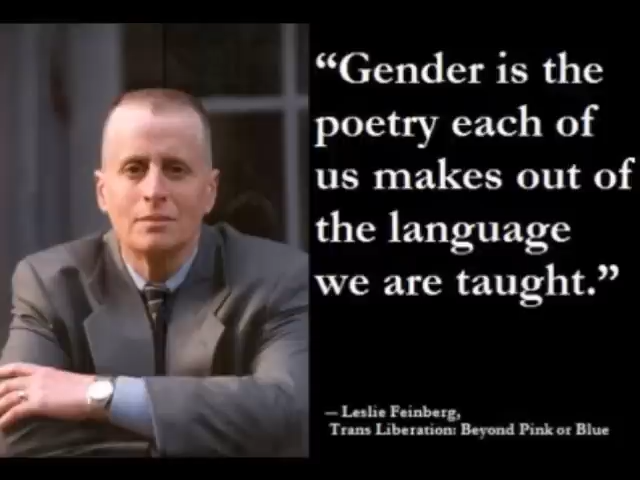 “Gender is the
poetry each of
us makes out of
the language
we are taught.”
— Leslie Feinberg,
Trans Liberation: Beyond Pink or Blue